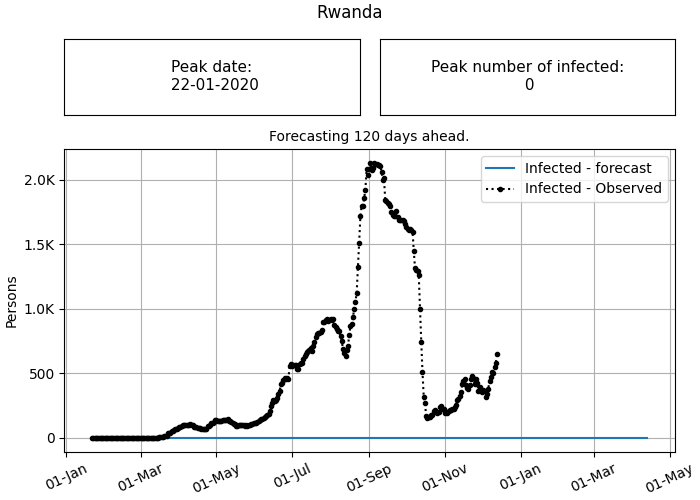 Rwanda
Peak date:
22-01-2020
Peak number of infected:
0
Forecasting 120 days ahead.
Infected - forecast
Infected - Observed
Persons
2.0K
1.5K
1.0K
500
0
01-Jan
01-Mar
01-May
01-Jul
01-Sep
01-Nov
01-Jan
01-Mar
01-May